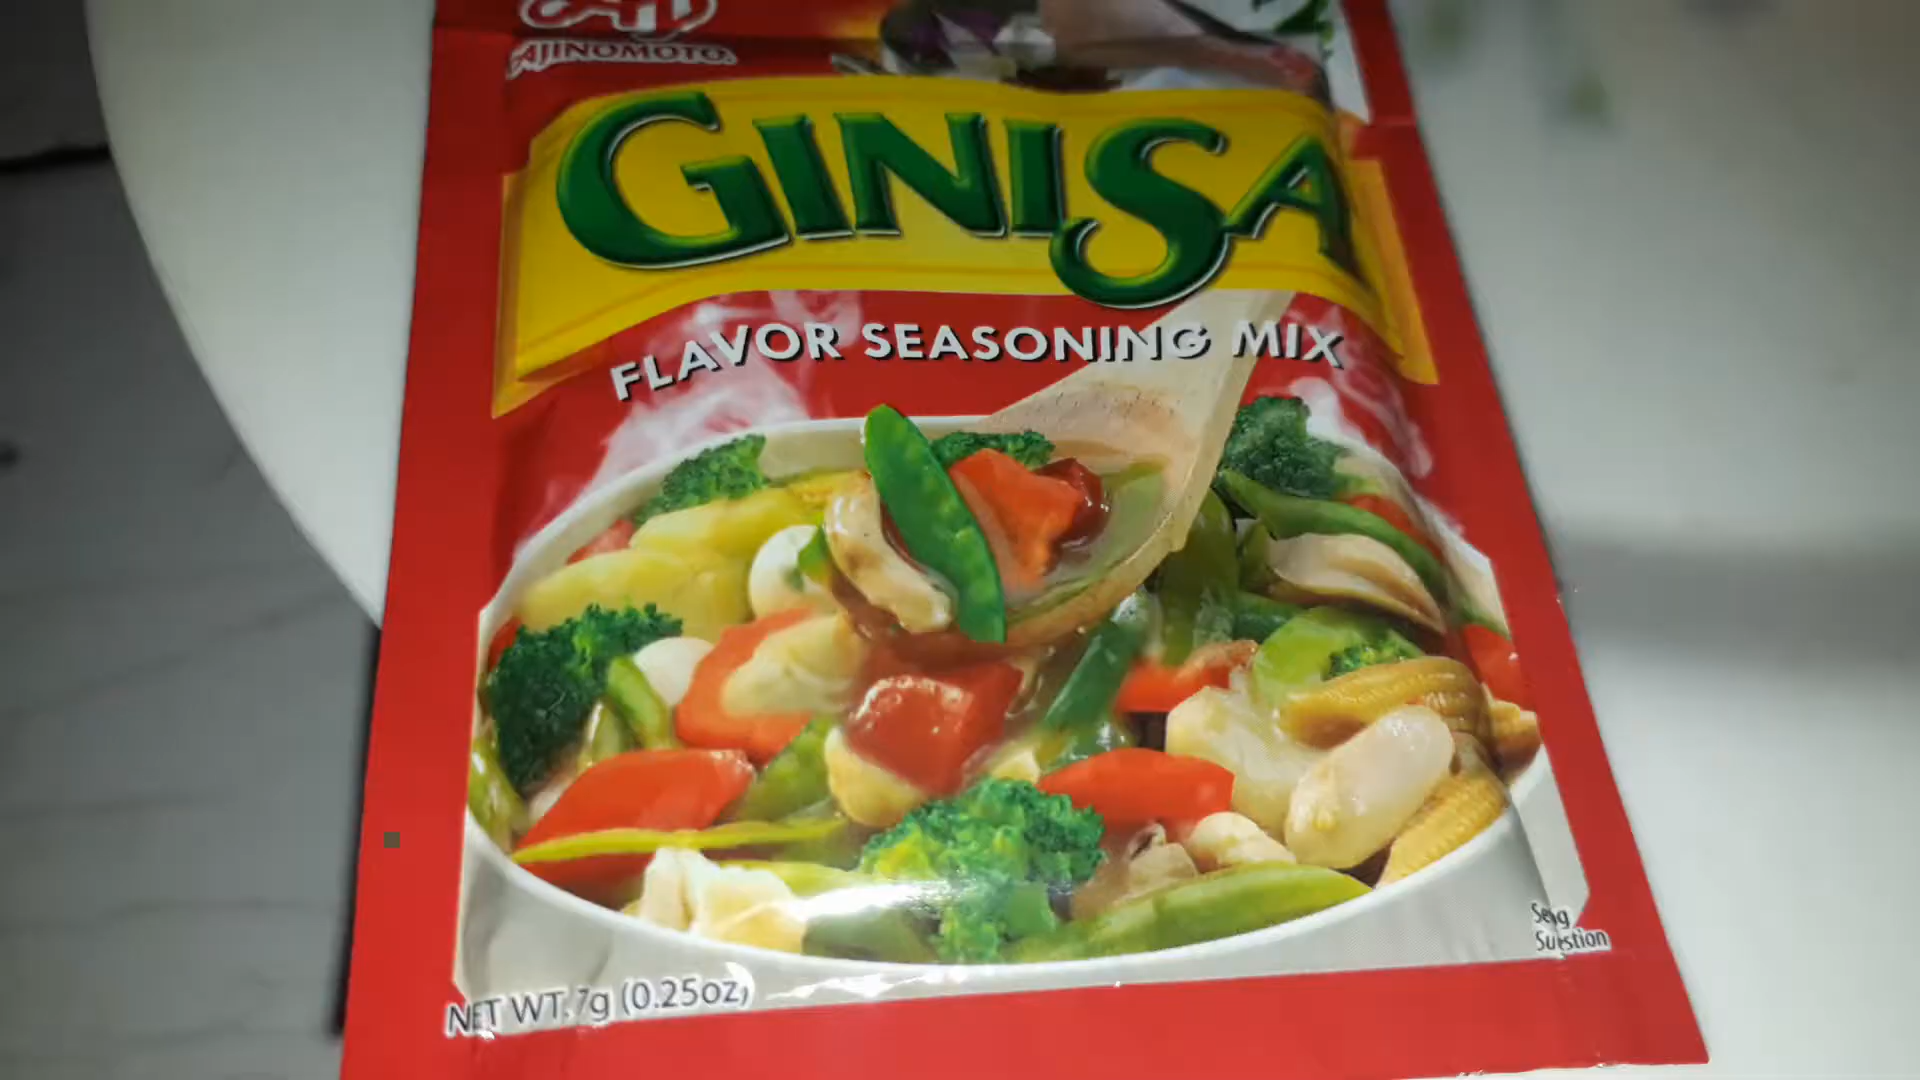 AJINOMOTO
GINISA
FLAVOR SEASONING MIX
NET WT. 7g (0.25oz)